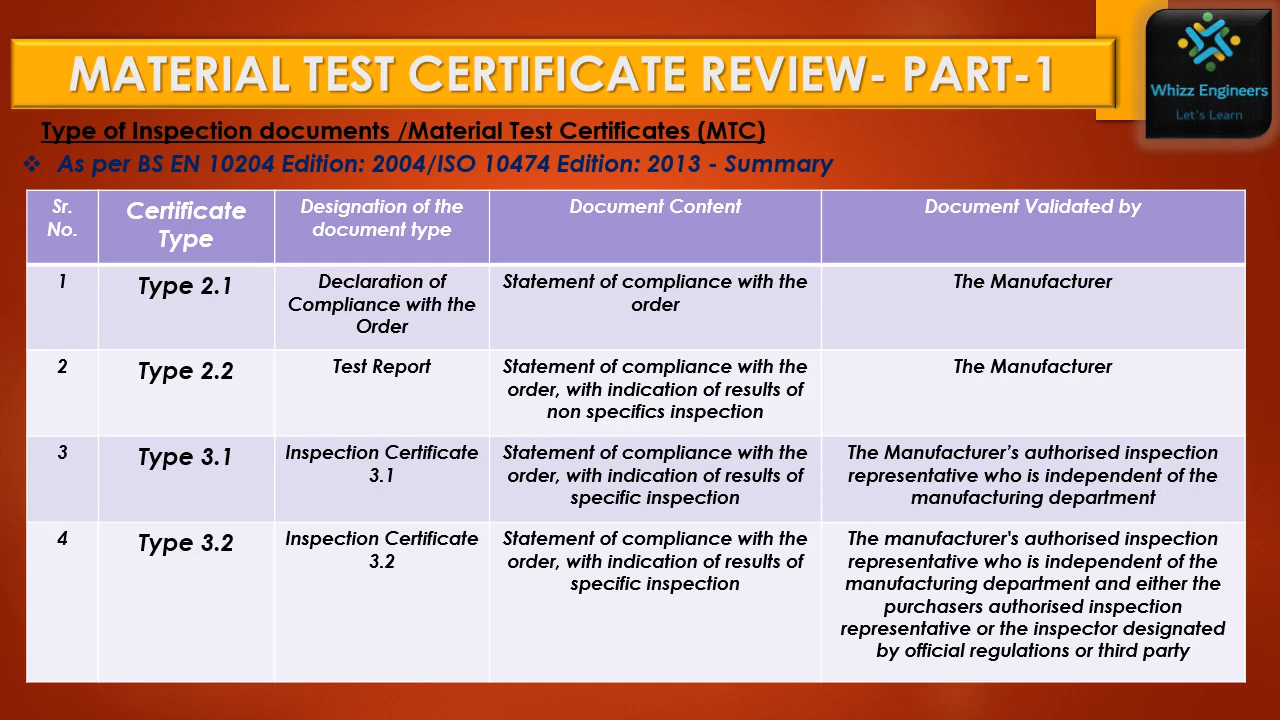 MATERIAL TEST CERTIFICATE REVIEW- PART-1
Whizz Engineers
Let's Learn
Type of Inspection documents /Material Test Certificates (MTC)
❖ As per BS EN 10204 Edition: 2004/ISO 10474 Edition: 2013 - Summary
Sr.
No.
Certificate
Type
Designation of the
document type
Document Content
Document Validated by
1
Type 2.1
Declaration of
Compliance with the
Order
Statement of compliance with the
order
The Manufacturer
2
Type 2.2
Test Report
Statement of compliance with the
order, with indication of results of
non specifics inspection
The Manufacturer
3
Type 3.1
Inspection Certificate
3.1
Statement of compliance with the
order, with indication of results of
specific inspection
The Manufacturer’s authorised inspection
representative who is independent of the
manufacturing department
4
Type 3.2
Inspection Certificate
3.2
Statement of compliance with the
order, with indication of results of
specific inspection
The manufacturer's authorised inspection
representative who is independent of the
manufacturing department and either the
purchasers authorised inspection
representative or the inspector designated
by official regulations or third party